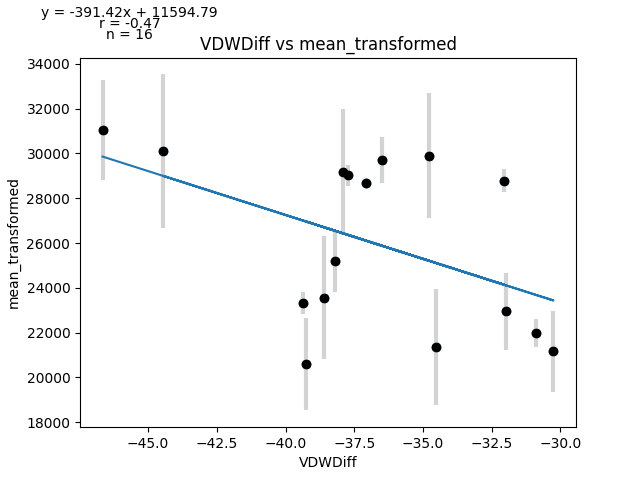 y = -391.42x + 11594.79
r = -0.47
n = 16
VDWDiff vs mean_transformed
34000
32000
30000
28000
26000
24000
22000
20000
18000
mean_transformed
−45.0 −42.5 −40.0 −37.5 −35.0 −32.5 −30.0
VDWDiff